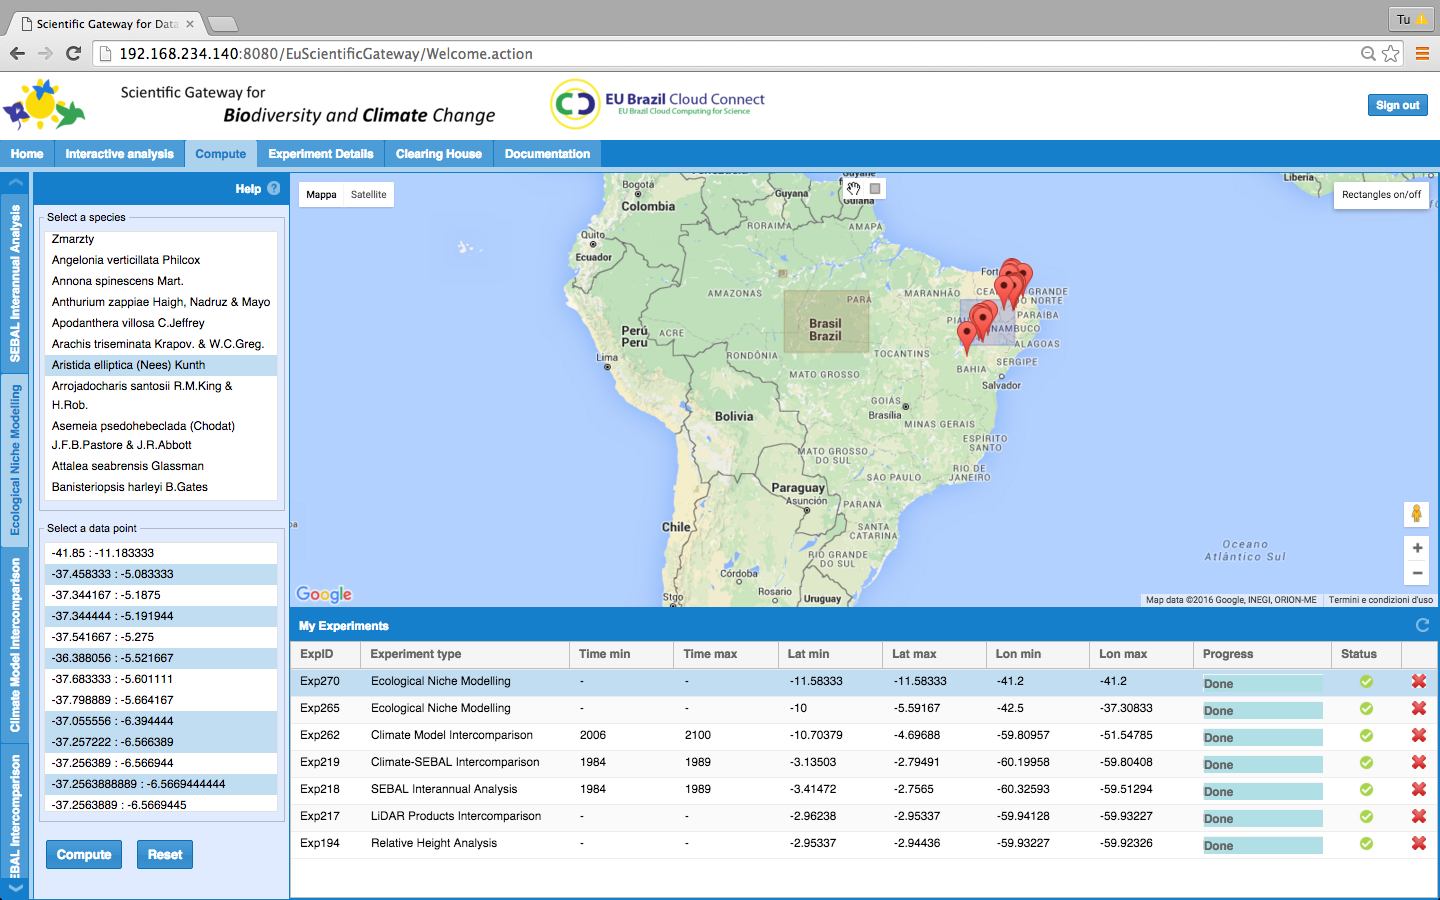 Scientific Gateway for Data
Tu
192.168.234.140:8080/EuScientificGateway/Welcome.action
Scientific Gateway for
Biodiversity and Climate Change
EU Brazil Cloud Connect
EU Brazil Cloud Computing for Science
Sign out
Home
Interactive analysis
Compute
Experiment Details
Clearing House
Documentation
SEBAL Interannual Analysis
Ecological Niche Modelling
Climate Model Intercomparison
EBAL Intercomparison
Help ?
Select a species
Zmarzty
Angelonia verticillata Philcox
Annona spinescens Mart.
Anthurium zappiae Haigh, Nadruz & Mayo
Apodanthera villosa C.Jeffrey
Arachis triseminata Krapov. & W.C.Greg.
Aristida elliptica (Nees) Kunth
Arrojadocharis santosii R.M.King &
H.Rob.
Asemeia psedohebeclada (Chodat)
J.F.B.Pastore & J.R.Abbott
Attalea seabrensis Glassman
Banisteriopsis harleyi B.Gates
Select a data point
-41.85 : -11.183333
-37.458333 : -5.083333
-37.344167 : -5.1875
-37.344444 : -5.191944
-37.541667 : -5.275
-36.388056 : -5.521667
-37.683333 : -5.601111
-37.798889 : -5.664167
-37.055556 : -6.394444
-37.257222 : -6.566389
-37.256389 : -6.566944
-37.2563888889 : -6.5669444444
-37.2563889 : -6.5669445
Compute
Reset
Mappa
Satellite
Rectangles on/off
Liberia
Bogotá
Colombia
Guyana
Guiana
RORAIMA
AMAPÁ
Quito
Ecuador
AMAZONAS
PARÁ
MARANHÃO
Fort
CEA
GRANDE
DO NORTE
PARAIBA
PIAU
NAMBUCO
ALAGOAS
SERGIPE
Brasil
Brazil
Perú
Peru
ACRE
Lima
RONDÔNIA
TOCANTINS
BAHIA
Salvador
MATO GROSSO
GOIÁS
Brasília
Bolivia
MINAS GERAIS
MATO GROSSO
DO SUL
ESPÍRITO
SANTO
SÃO PAULO
RIO DE
JANEIRO
Paraguay
Asunción
PARANÁ
Chile
SANTA
CATARINA
RIO GRANDE
DO SUL
Córdoba
Rosario
Stgo
Uruguay
Oceano
Atlântico Sul
Google
Map data ©2016 Google, INEGI, ORION-ME
Termini e condizioni d'uso
My Experiments
ExpID Experiment type Time min Time max Lat min Lat max Lon min Lon max Progress Status
Exp270 Ecological Niche Modelling - - -11.58333 -11.58333 -41.2 -41.2 Done
Exp265 Ecological Niche Modelling - - -10 -5.59167 -42.5 -37.30833 Done
Exp262 Climate Model Intercomparison 2006 2100 -10.70379 -4.69688 -59.80957 -51.54785 Done
Exp219 Climate-SEBAL Intercomparison 1984 1989 -3.13503 -2.79491 -60.19958 -59.80408 Done
Exp218 SEBAL Interannual Analysis 1984 1989 -3.41472 -2.7565 -60.32593 -59.51294 Done
Exp217 LiDAR Products Intercomparison - - -2.96238 -2.95337 -59.94128 -59.93227 Done
Exp194 Relative Height Analysis - - -2.95337 -2.94436 -59.93227 -59.92326 Done